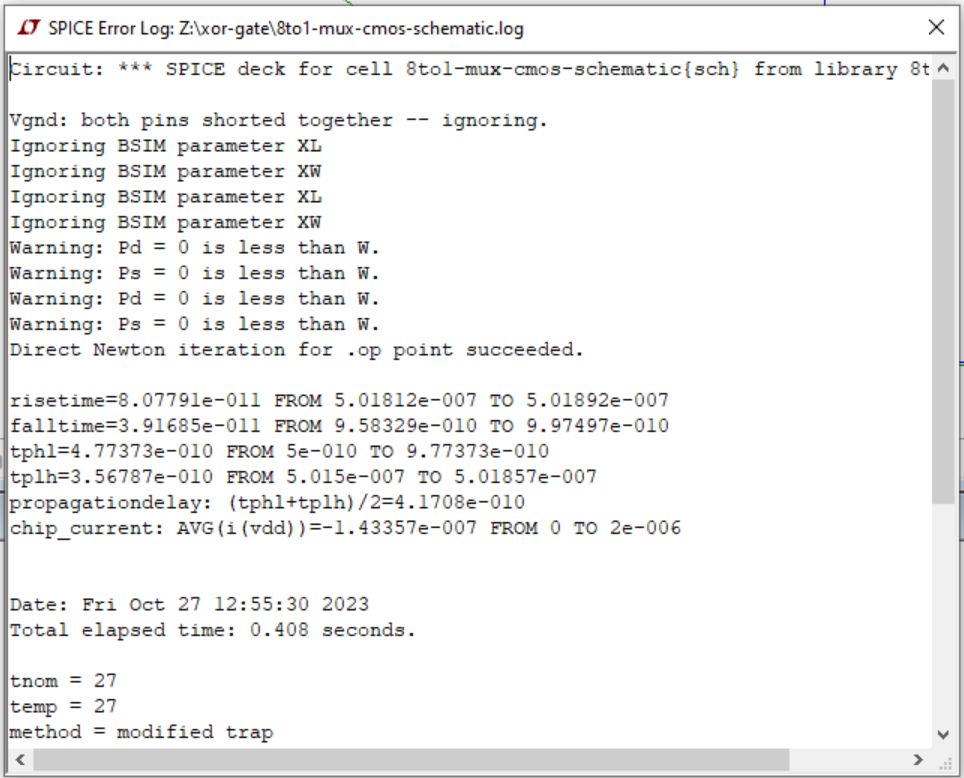 SPICE Error Log: Z:\xor-gate\8to1-mux-cmos-schematic.log
Circuit: *** SPICE deck for cell 8to1-mux-cmos-schematic{sch} from library 8t
Vgnd: both pins shorted together -- ignoring.
Ignoring BSIM parameter XL
Ignoring BSIM parameter XW
Ignoring BSIM parameter XL
Ignoring BSIM parameter XW
Warning: Pd = 0 is less than W.
Warning: Ps = 0 is less than W.
Warning: Pd = 0 is less than W.
Warning: Ps = 0 is less than W.
Direct Newton iteration for .op point succeeded.
risetime=8.07791e-011 FROM 5.01812e-007 TO 5.01892e-007
falltime=3.91685e-011 FROM 9.58329e-010 TO 9.97497e-010
tphl=4.77373e-010 FROM 5e-010 TO 9.77373e-010
tplh=3.56787e-010 FROM 5.015e-007 TO 5.01857e-007
propagationdelay: (tphl+tplh)/2=4.1708e-010
chip_current: AVG(i(vdd))=-1.43357e-007 FROM 0 TO 2e-006
Date: Fri Oct 27 12:55:30 2023
Total elapsed time: 0.408 seconds.
tnom = 27
temp = 27
method = modified trap